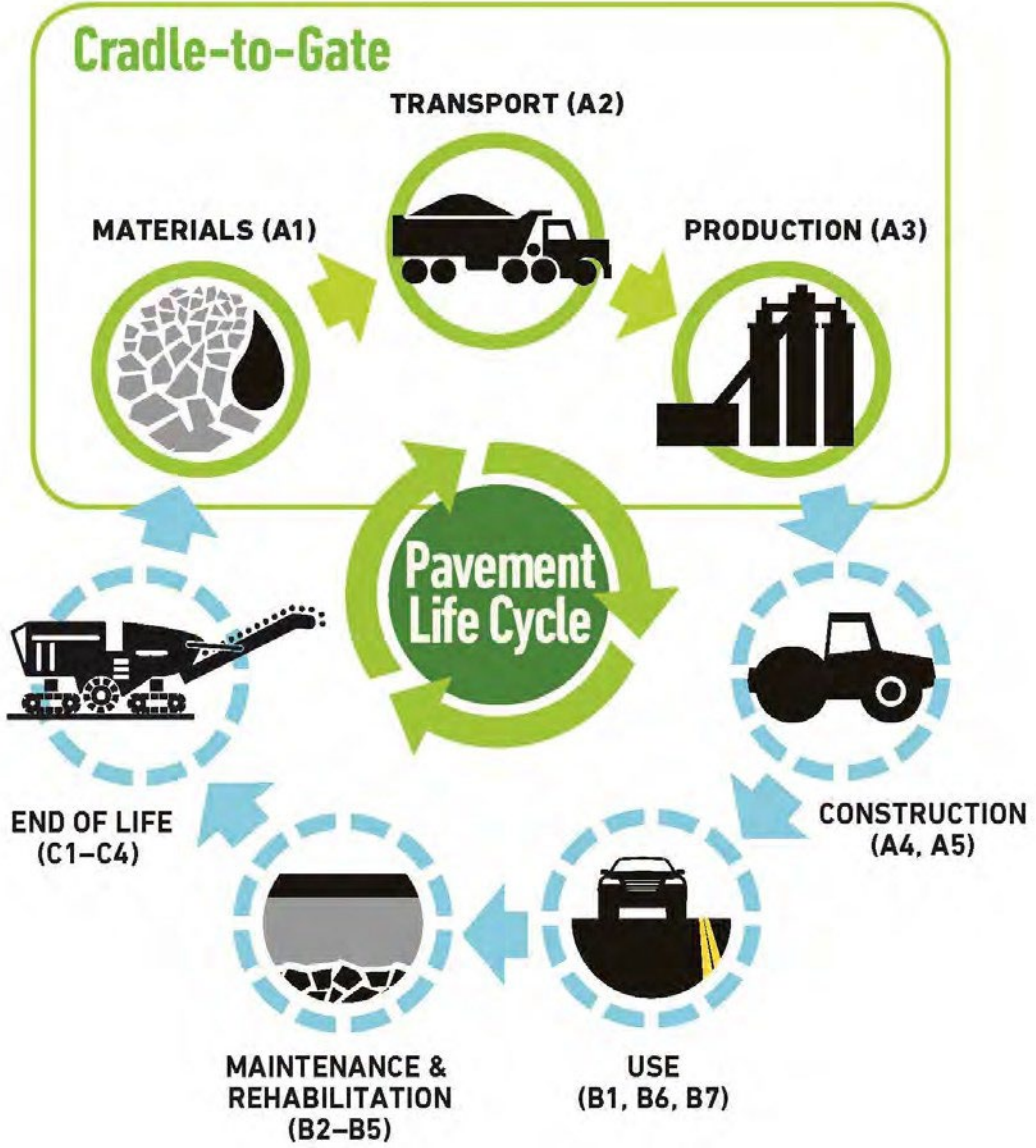 Cradle-to-Gate
TRANSPORT (A2)
MATERIALS (A1)
PRODUCTION (A3)
Pavement
Life Cycle
CONSTRUCTION
(A4, A5)
END OF LIFE
(C1–C4)
USE
(B1, B6, B7)
MAINTENANCE &
REHABILITATION
(B2–B5)